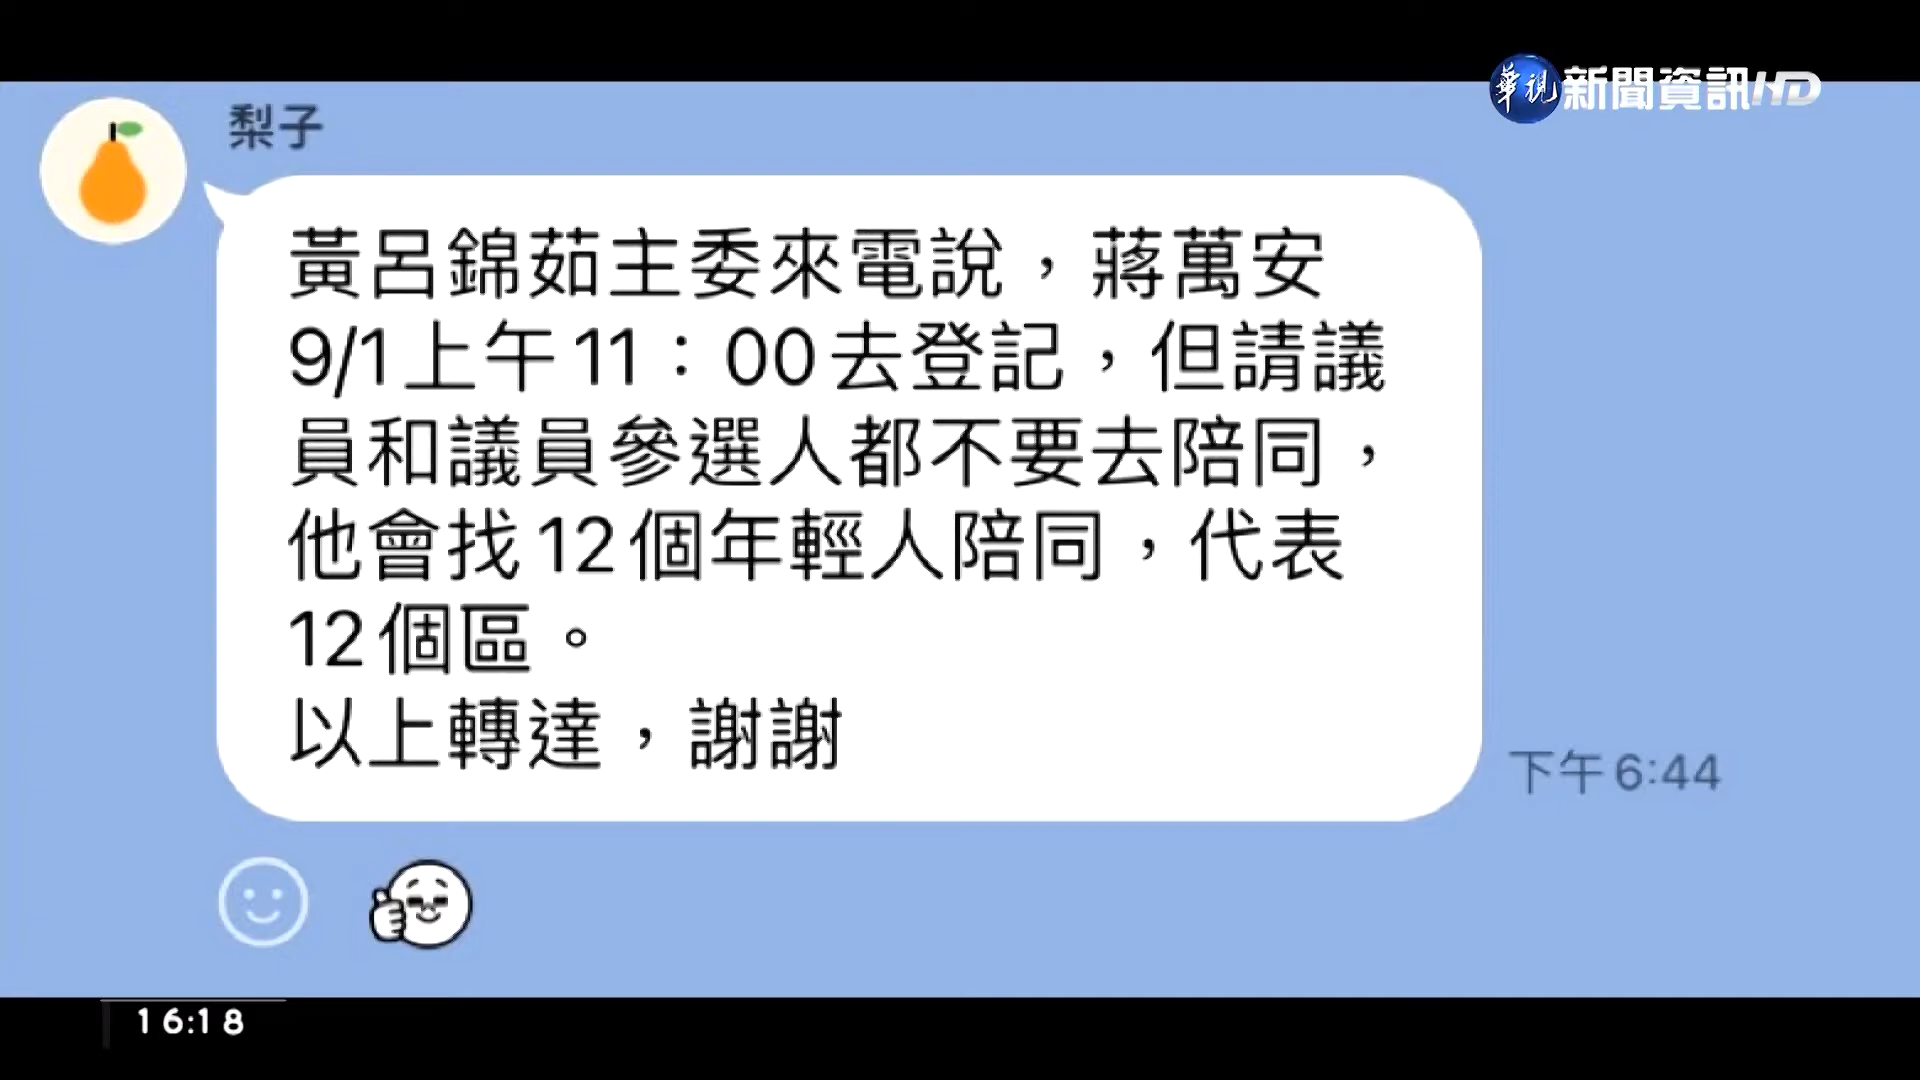 華視新聞資訊HD
梨子
黃呂錦茹主委來電說，蔣萬安
9/1上午11：00去登記，但請議
員和議員參選人都不要去陪同，
他會找12個年輕人陪同，代表
12個區。
以上轉達，謝謝
下午6:44
16:18